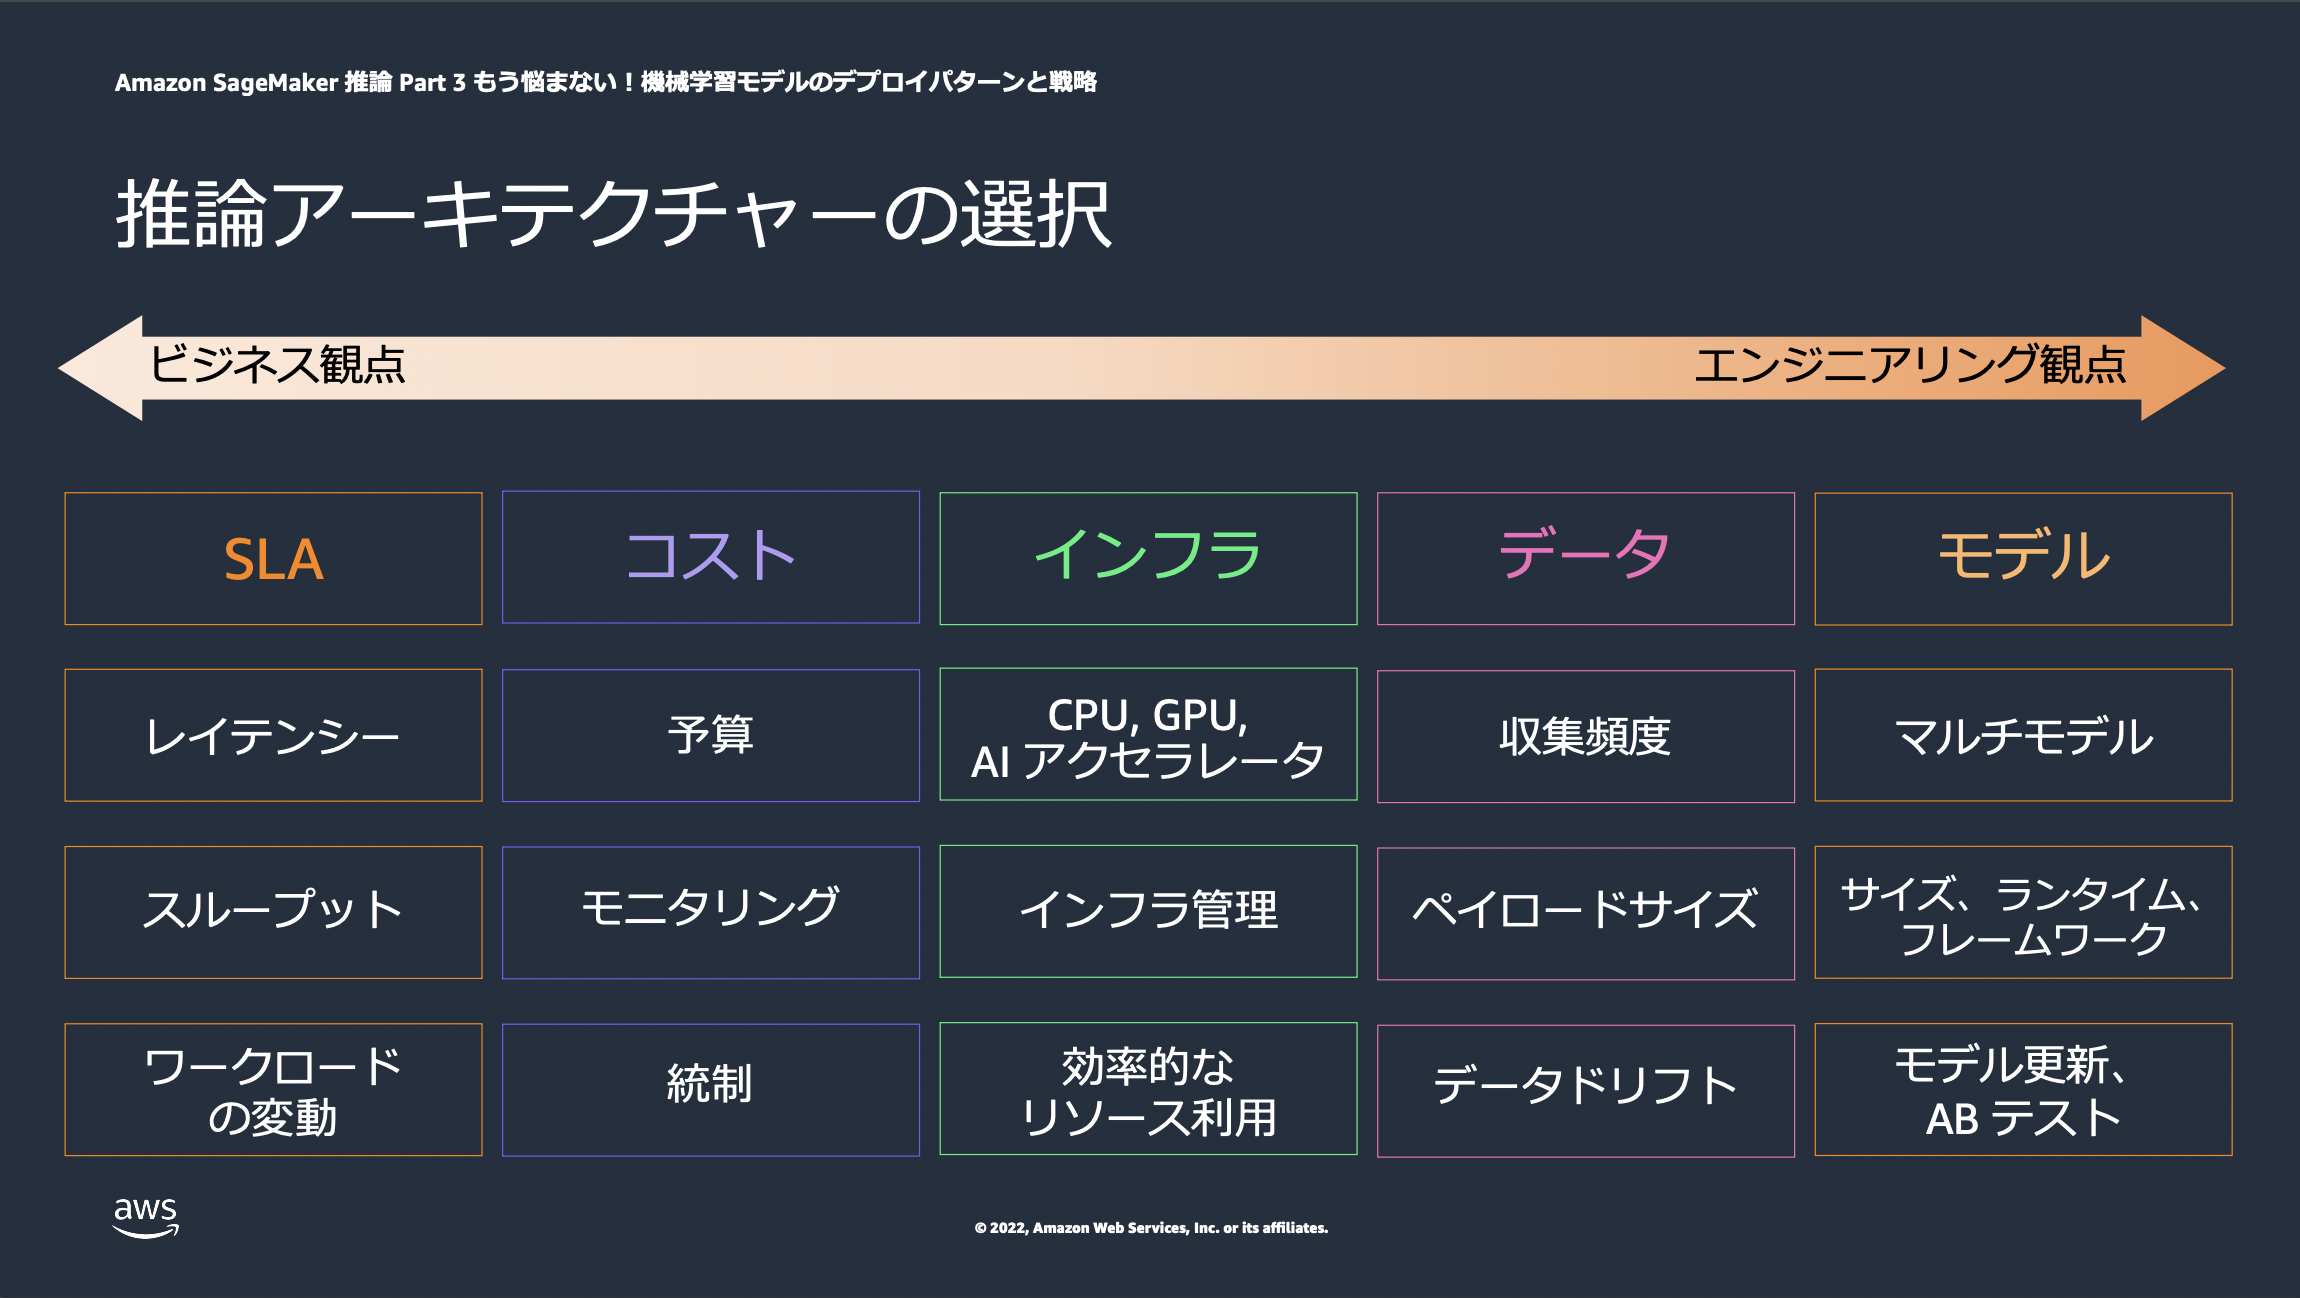 Amazon SageMaker 推論 Part 3 もう悩まない！機械学習モデルのデプロイパターンと戦略
推論アーキテクチャーの選択
ビジネス観点
エンジニアリング観点
SLA
コスト
インフラ
データ
モデル
レイテンシー
予算
CPU, GPU,
AI アクセラレータ
収集頻度
マルチモデル
スループット
モニタリング
インフラ管理
ペイロードサイズ
サイズ、ランタイム、
フレームワーク
ワークロード
の変動
統制
効率的な
リソース利用
データドリフト
モデル更新、
AB テスト
aws
© 2022, Amazon Web Services, Inc. or its affiliates.